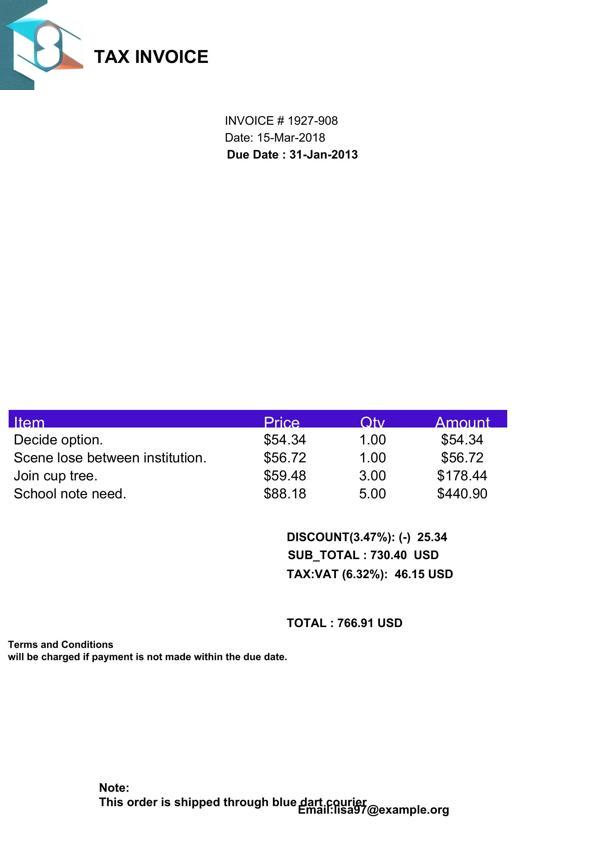 TAX INVOICE
INVOICE # 1927-908
Date: 15-Mar-2018
Due Date : 31-Jan-2013
Item Price Qty Amount
Decide option. $54.34 1.00 $54.34
Scene lose between institution. $56.72 1.00 $56.72
Join cup tree. $59.48 3.00 $178.44
School note need. $88.18 5.00 $440.90
DISCOUNT(3.47%): (-) 25.34
SUB_TOTAL : 730.40 USD
TAX:VAT (6.32%): 46.15 USD
TOTAL : 766.91 USD
Terms and Conditions
will be charged if payment is not made within the due date.
Note:
This order is shipped through blue dart courier
Email:lisa97@example.org